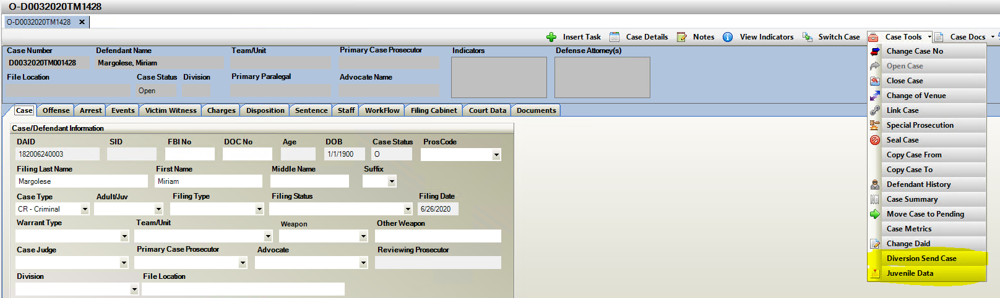 O-D0032020TM1428
O-D0032020TM1428 ×
Insert Task Case Details Notes View Indicators Switch Case Case Tools Case Docs
Case Number Defendant Name Team/Unit Primary Case Prosecutor Indicators Defense Attorney(s)
D0032020TM001428 Margolese, Miriam
File Location Case Status Division Primary Paralegal Advocate Name
Open
Case Offense Arrest Events Victim Witness Charges Disposition Sentence Staff WorkFlow Filing Cabinet Court Data Documents
Case/Defendant Information
DAID SID FBI No DOC No Age DOB Case Status ProsCode
182006240003 1/1/1900 O
Filing Last Name First Name Middle Name Suffix
Margolese Miriam
Case Type Adult/Juv Filing Type Filing Status Filing Date
CR - Criminal 6/26/2020
Warrant Type Team/Unit Weapon Other Weapon
Case Judge Primary Case Prosecutor Advocate Reviewing Prosecutor
Division File Location
Change Case No
Open Case
Close Case
Change of Venue
Link Case
Special Prosecution
Seal Case
Copy Case From
Copy Case To
Defendant History
Case Summary
Move Case to Pending
Case Metrics
Change Daid
Diversion Send Case
Juvenile Data